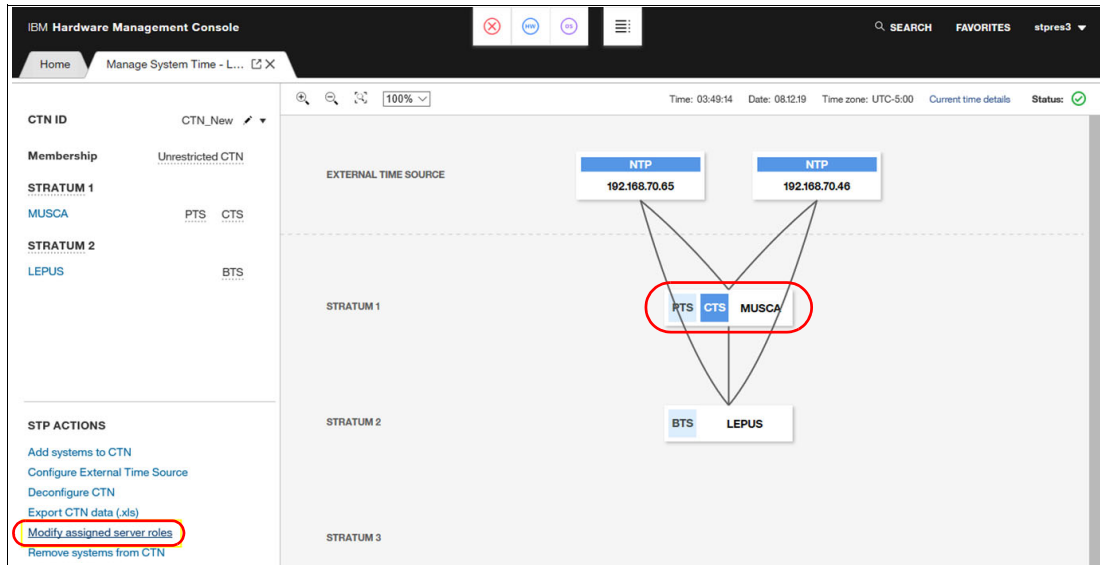 IBM Hardware Management Console
HW
OS
SEARCH FAVORITES stpres3
Home
Manage System Time - L...
100%
Time: 03:49:14 Date: 08.12.19 Time zone: UTC-5:00 Current time details Status:
CTN ID CTN_New
Membership Unrestricted CTN
STRATUM 1
MUSCA PTS CTS
STRATUM 2
LEPUS BTS
STP ACTIONS
Add systems to CTN
Configure External Time Source
Deconfigure CTN
Export CTN data (.xls)
Modify assigned server roles
Remove systems from CTN
EXTERNAL TIME SOURCE
NTP
192.168.70.65
NTP
192.168.70.46
STRATUM 1
PTS CTS MUSCA
STRATUM 2
BTS LEPUS
STRATUM 3